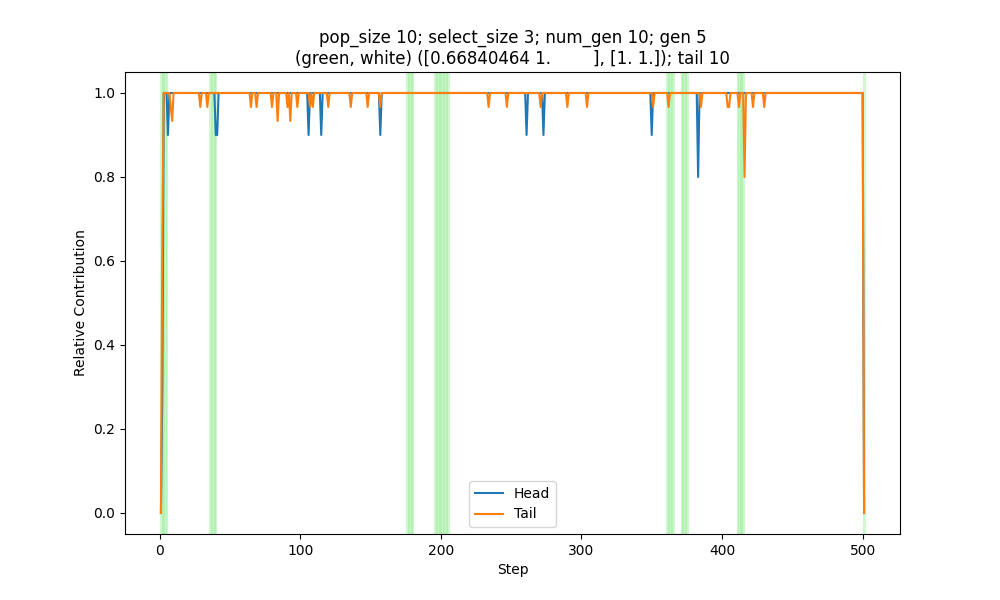 pop_size 10; select_size 3; num_gen 10; gen 5
(green, white) ([0.66840464 1.        ], [1. 1.]); tail 10
1.0
0.8
0.6
0.4
0.2
0.0
Relative Contribution
Head
Tail
0 100 200 300 400 500
Step